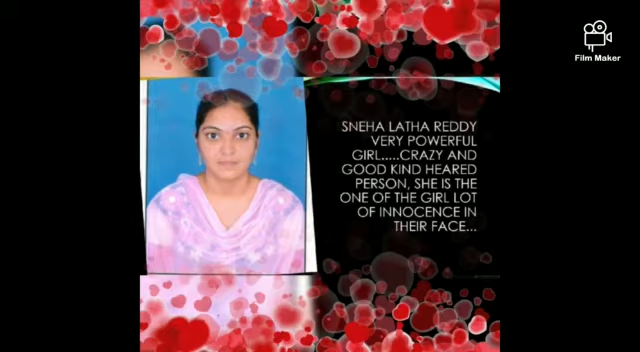 Film Maker
SNEHA LATHA REDDY
VERY POWERFUL
GIRL.....CRAZY AND
GOOD KIND HEARED
PERSON, SHE IS THE
ONE OF THE GIRL LOT
OF INNOCENCE IN
THEIR FACE...